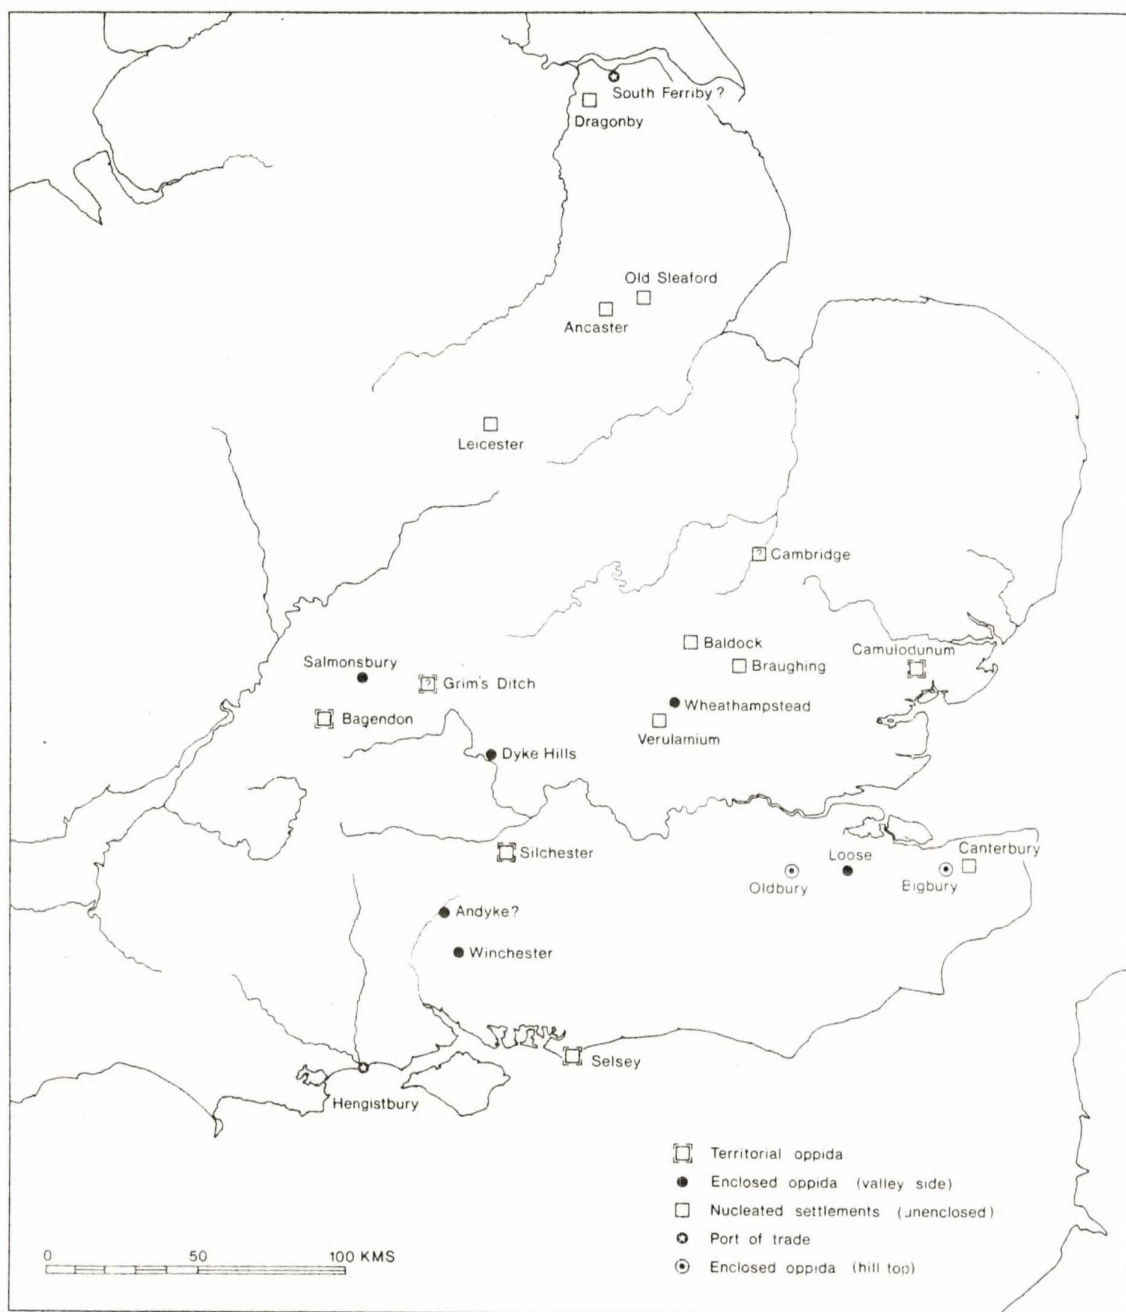 South Ferriby ?
Dragonby
Old Sleaford
Ancaster
Leicester
? Cambridge
Baldock
Braughing
Camulodunum
Salmonsbury
? Grim's Ditch
Bagendon
Wheathampstead
Verulamium
Dyke Hills
Silchester
Oldbury
Loose
Bigbury
Canterbury
Andyke?
Winchester
Selsey
Hengistbury
Territorial oppida
Enclosed oppida (valley side)
Nucleated settlements (unenclosed)
Port of trade
Enclosed oppida (hill top)
0 50 100 KMS